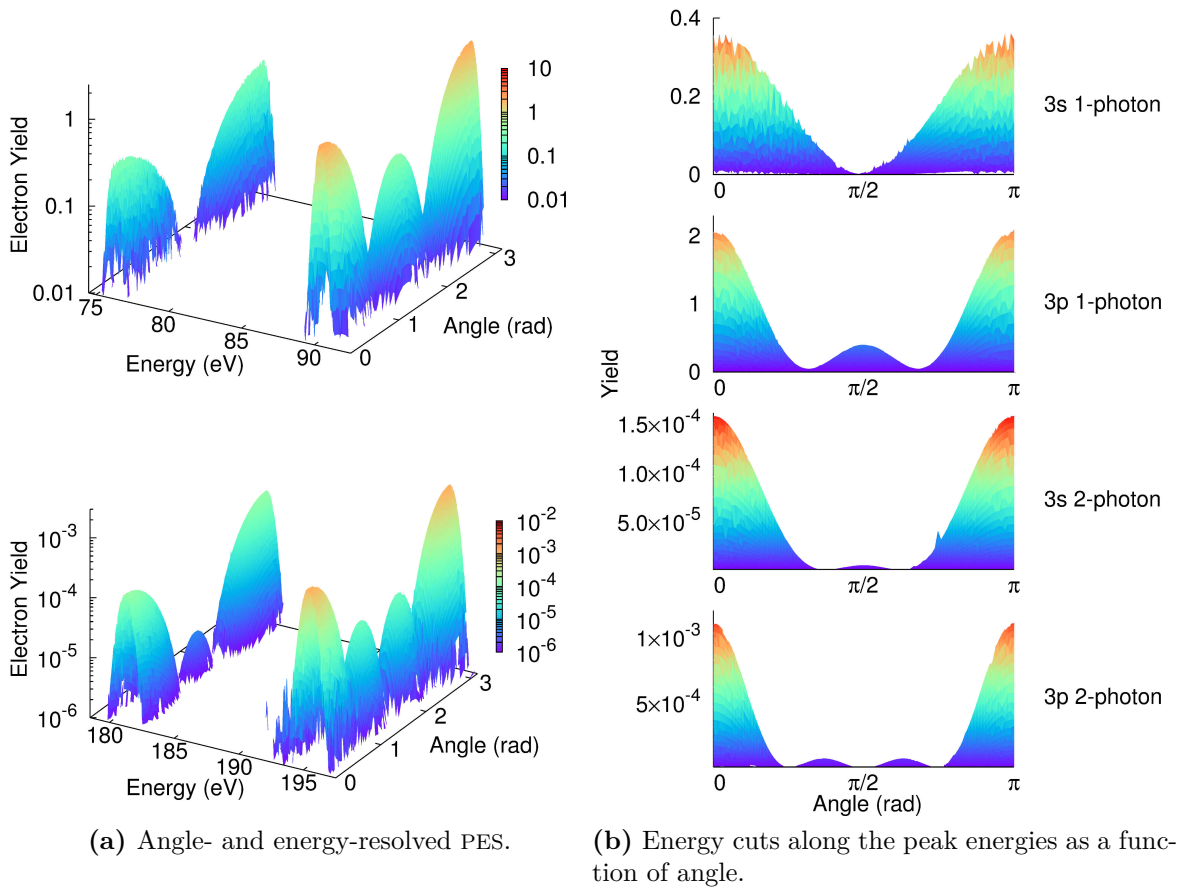 Electron Yield
1
0.1
0.01
75
80
85
90
Energy (eV)
0
1
2
3
Angle (rad)
10
1
0.1
0.01
Electron Yield
10⁻³
10⁻⁴
10⁻⁵
10⁻⁶
180
185
190
195
Energy (eV)
0
1
2
3
Angle (rad)
10⁻²
10⁻³
10⁻⁴
10⁻⁵
10⁻⁶
(a) Angle- and energy-resolved PES.
Yield
0.4
0.2
0
0 π/2 π
3s 1-photon
2
1
0
0 π/2 π
3p 1-photon
1.5×10⁻⁴
1.0×10⁻⁴
5.0×10⁻⁵
0 π/2 π
3s 2-photon
1×10⁻³
5×10⁻⁴
0 π/2 π
3p 2-photon
Angle (rad)
(b) Energy cuts along the peak energies as a func-
tion of angle.